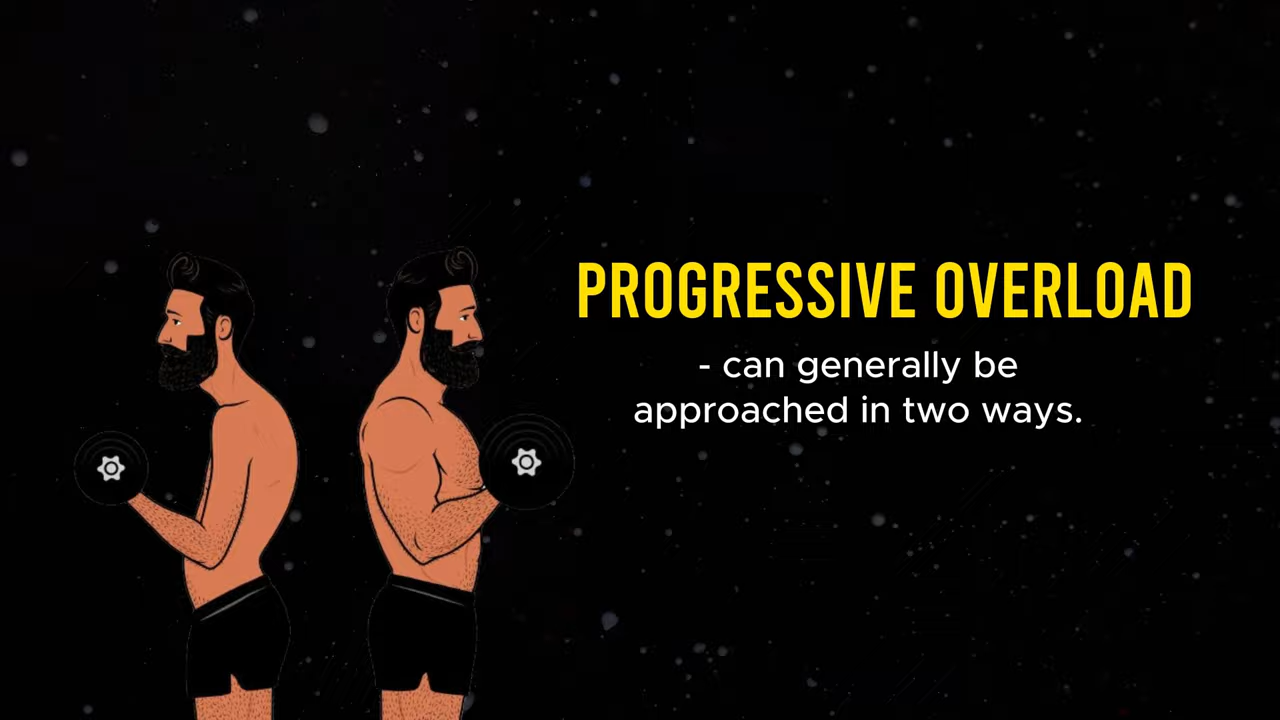 PROGRESSIVE OVERLOAD
- can generally be
approached in two ways.